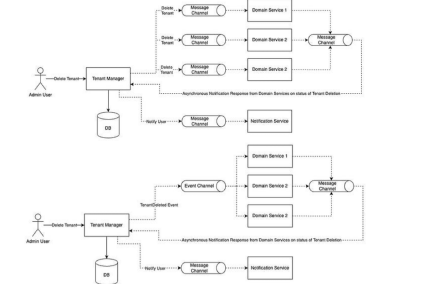 Delete
Tenant
Message
Channel
Domain Service 1
Delete
Tenant
Message
Channel
Domain Service 2
Message
Channel
Delete
Tenant
Message
Channel
Domain Service 3
Admin User
Delete Tenant
Tenant Manager
Asynchronous Notification Response from Domain Services on status of Tenant Deletion
DB
Notify User
Message
Channel
Notification Service
Domain Service 1
Event Channel
Domain Service 2
Message
Channel
TenantDeleted Event
Domain Service 3
Admin User
Delete Tenant
Tenant Manager
Asynchronous Notification Response from Domain Services on status of Tenant Deletion
DB
Notify User
Message
Channel
Notification Service